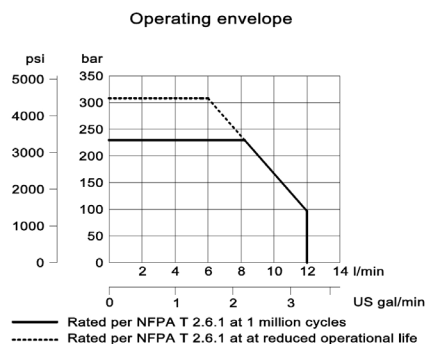 Operating envelope
psi bar
5000 350
4000 300
250
3000 200
2000 150
1000 100
50
0 0
2 4 6 8 10 12 14 l/min
0 1 2 3 US gal/min
Rated per NFPA T 2.6.1 at 1 million cycles
Rated per NFPA T 2.6.1 at at reduced operational life